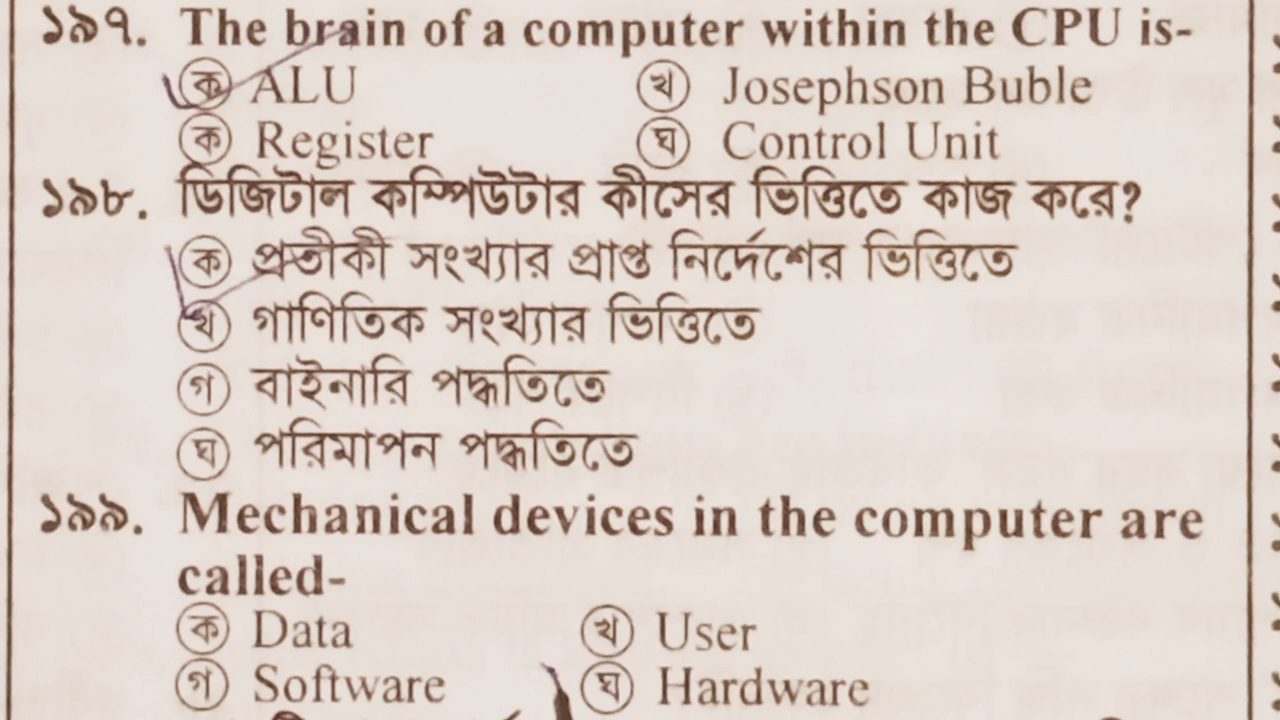 ১৯৭. The brain of a computer within the CPU is-
ক ALU খ Josephson Buble
ক Register ঘ Control Unit
১৯৮. ডিজিটাল কম্পিউটার কীসের ভিত্তিতে কাজ করে?
ক প্রতীকী সংখ্যার প্রাপ্ত নির্দেশের ভিত্তিতে
খ গাণিতিক সংখ্যার ভিত্তিতে
গ বাইনারি পদ্ধতিতে
ঘ পরিমাপন পদ্ধতিতে
১৯৯. Mechanical devices in the computer are
called-
ক Data খ User
গ Software ঘ Hardware